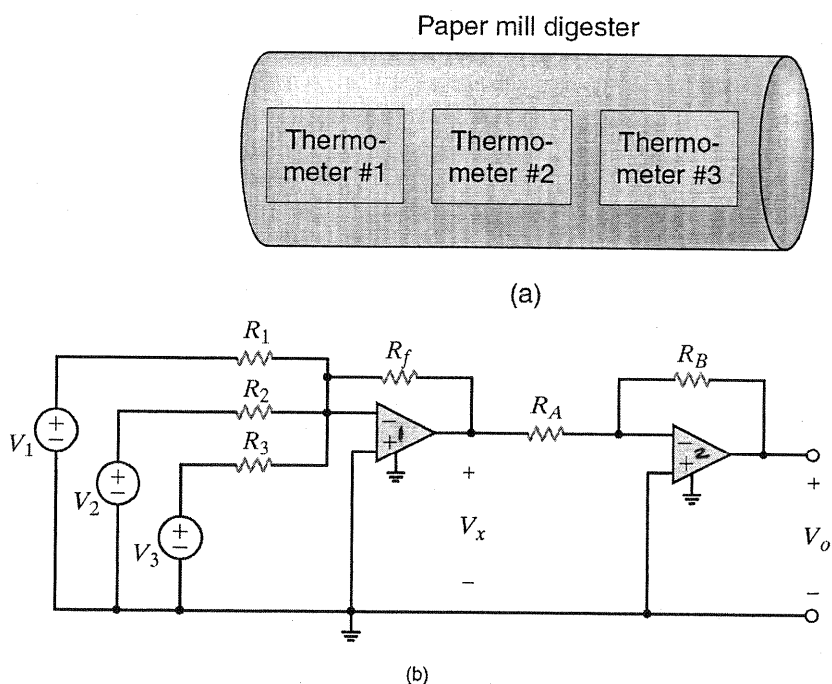 Paper mill digester
Thermo-
meter #1
Thermo-
meter #2
Thermo-
meter #3
(a)
R1
Rf
RB
R2
RA
R3
V1
V2
V3
−
+
1
−
+
2
+
−
+
−
+
−
+
Vx
−
+
Vo
−
(b)